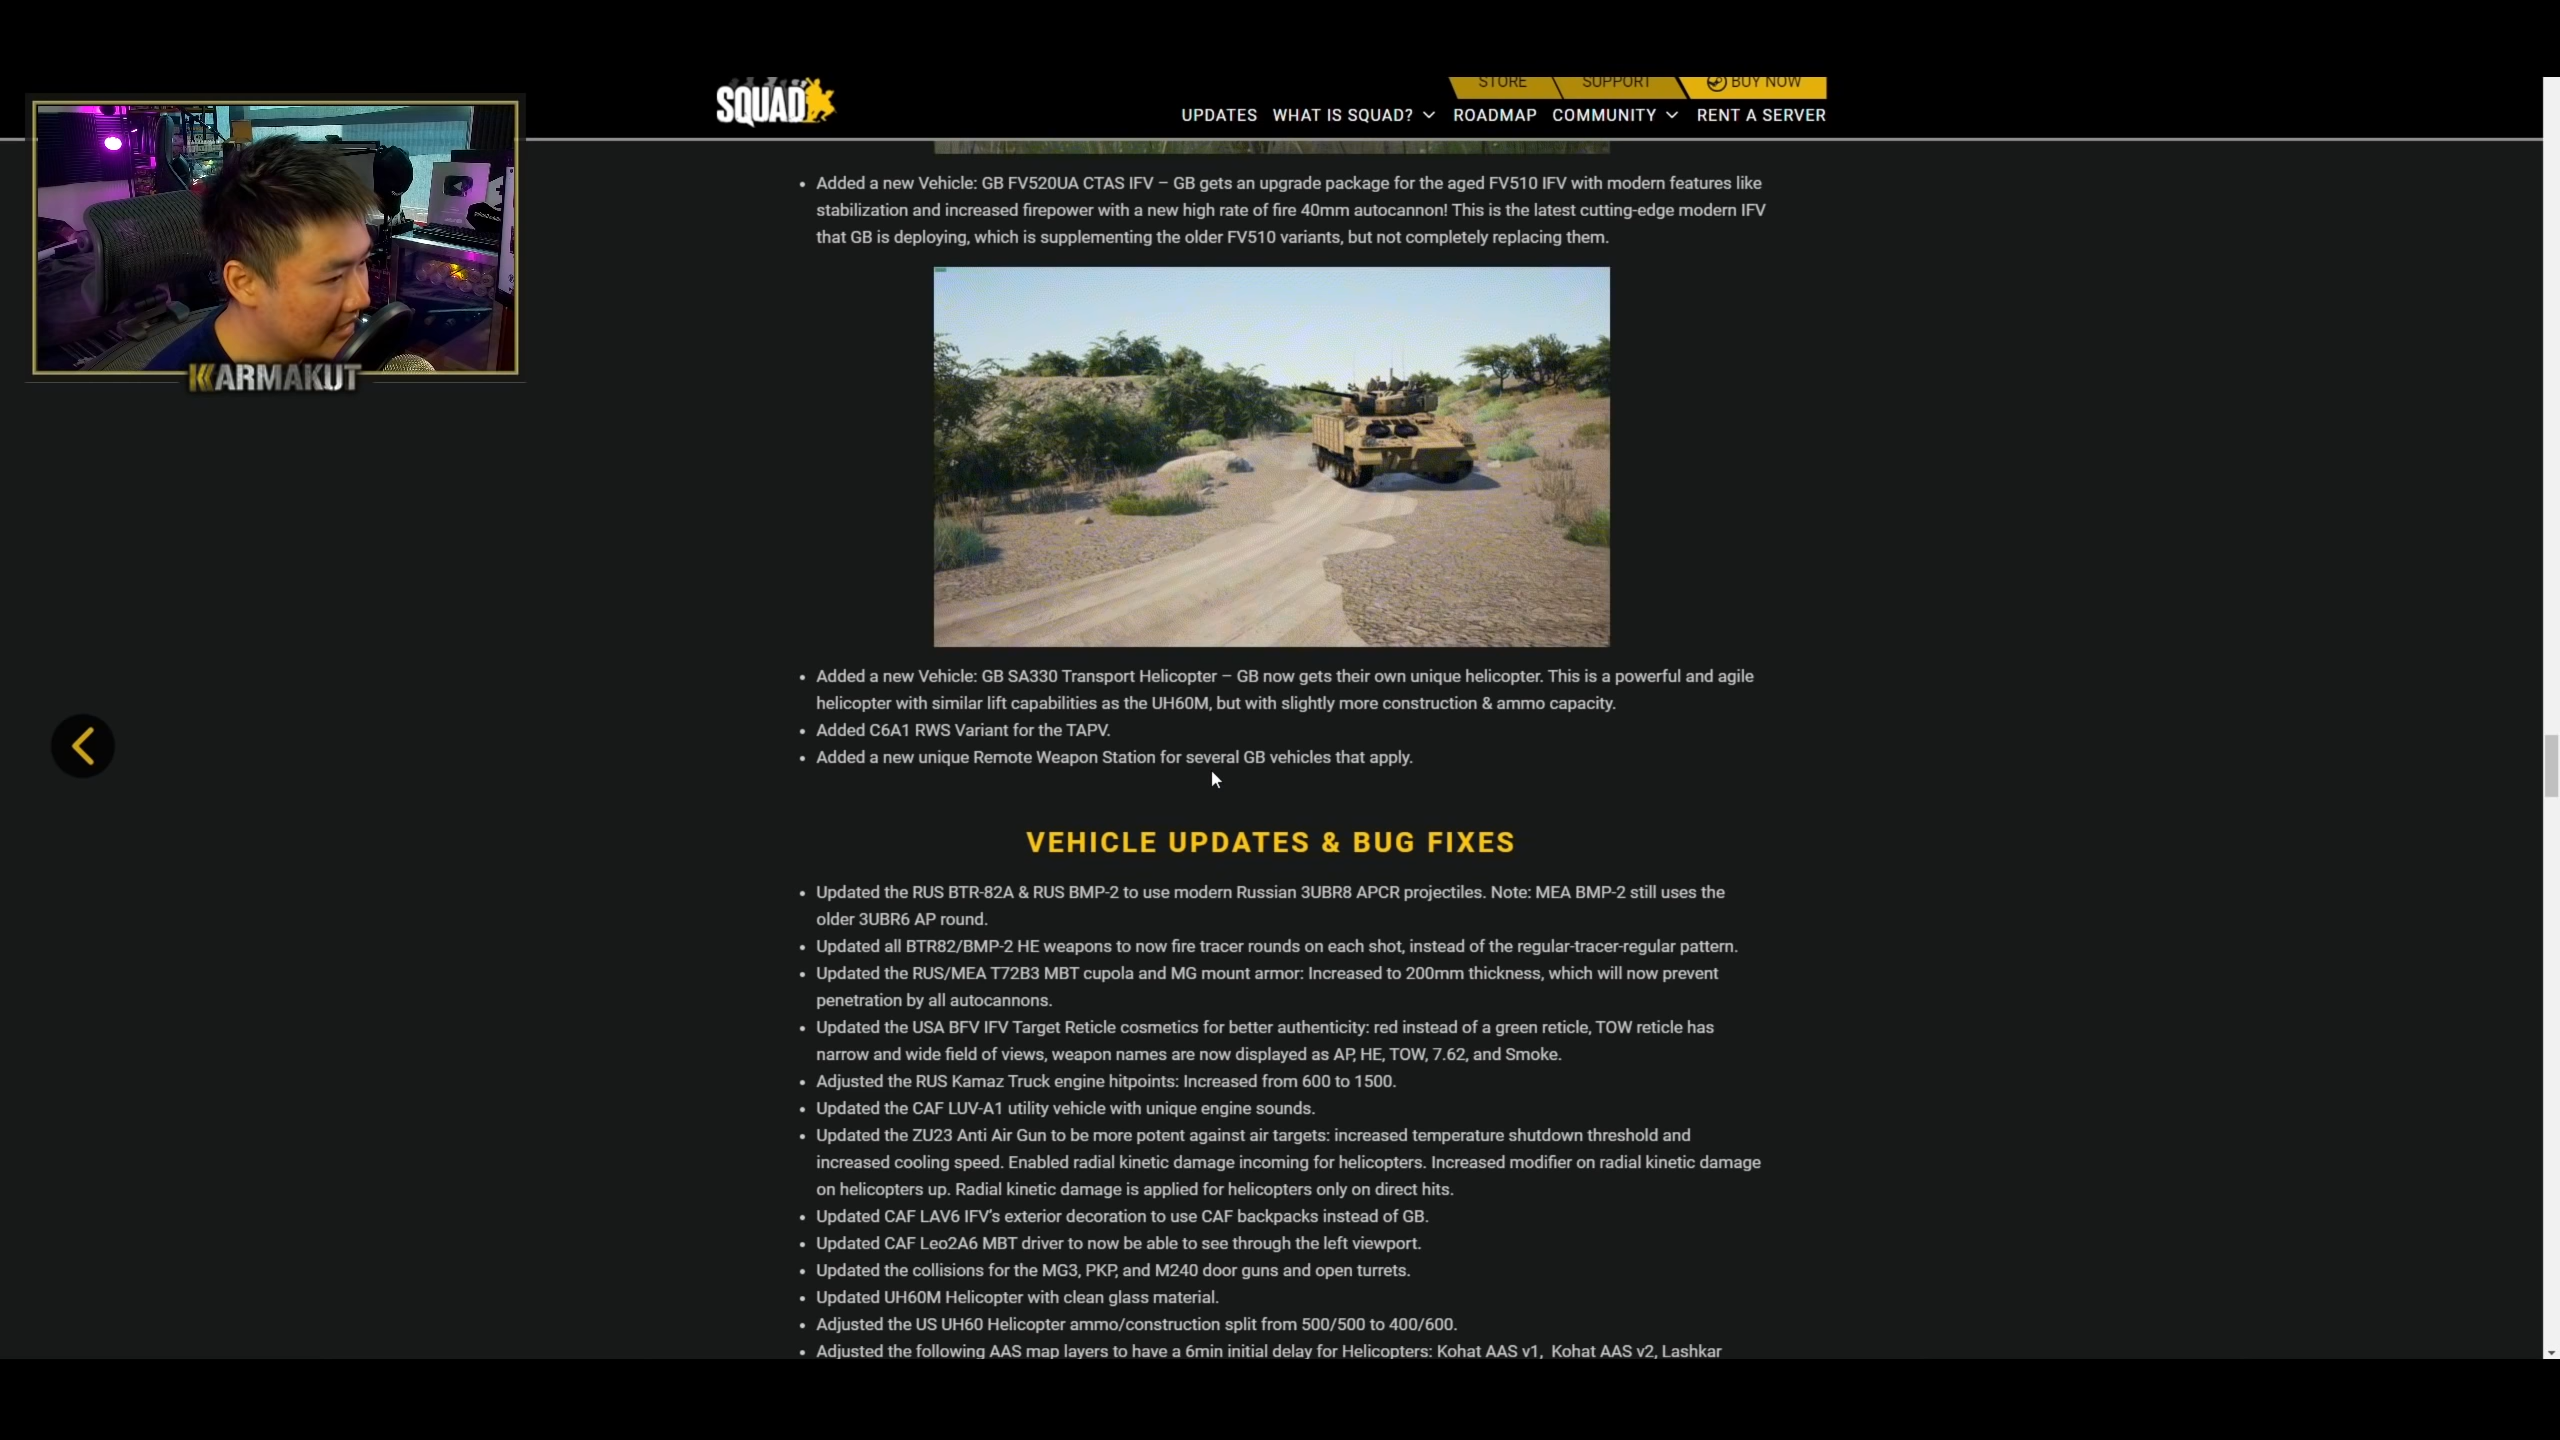 STORE SUPPORT BUY NOW
SQUAD
UPDATES WHAT IS SQUAD? ROADMAP COMMUNITY RENT A SERVER
KARMAKUT
Added a new Vehicle: GB FV520UA CTAS IFV – GB gets an upgrade package for the aged FV510 IFV with modern features like
stabilization and increased firepower with a new high rate of fire 40mm autocannon! This is the latest cutting-edge modern IFV
that GB is deploying, which is supplementing the older FV510 variants, but not completely replacing them.
Added a new Vehicle: GB SA330 Transport Helicopter – GB now gets their own unique helicopter. This is a powerful and agile
helicopter with similar lift capabilities as the UH60M, but with slightly more construction & ammo capacity.
Added C6A1 RWS Variant for the TAPV.
Added a new unique Remote Weapon Station for several GB vehicles that apply.
VEHICLE UPDATES & BUG FIXES
Updated the RUS BTR-82A & RUS BMP-2 to use modern Russian 3UBR8 APCR projectiles. Note: MEA BMP-2 still uses the
older 3UBR6 AP round.
Updated all BTR82/BMP-2 HE weapons to now fire tracer rounds on each shot, instead of the regular-tracer-regular pattern.
Updated the RUS/MEA T72B3 MBT cupola and MG mount armor: Increased to 200mm thickness, which will now prevent
penetration by all autocannons.
Updated the USA BFV IFV Target Reticle cosmetics for better authenticity: red instead of a green reticle, TOW reticle has
narrow and wide field of views, weapon names are now displayed as AP, HE, TOW, 7.62, and Smoke.
Adjusted the RUS Kamaz Truck engine hitpoints: Increased from 600 to 1500.
Updated the CAF LUV-A1 utility vehicle with unique engine sounds.
Updated the ZU23 Anti Air Gun to be more potent against air targets: increased temperature shutdown threshold and
increased cooling speed. Enabled radial kinetic damage incoming for helicopters. Increased modifier on radial kinetic damage
on helicopters up. Radial kinetic damage is applied for helicopters only on direct hits.
Updated CAF LAV6 IFV's exterior decoration to use CAF backpacks instead of GB.
Updated CAF Leo2A6 MBT driver to now be able to see through the left viewport.
Updated the collisions for the MG3, PKP, and M240 door guns and open turrets.
Updated UH60M Helicopter with clean glass material.
Adjusted the US UH60 Helicopter ammo/construction split from 500/500 to 400/600.
Adjusted the following AAS map layers to have a 6min initial delay for Helicopters: Kohat AAS v1, Kohat AAS v2, Lashkar